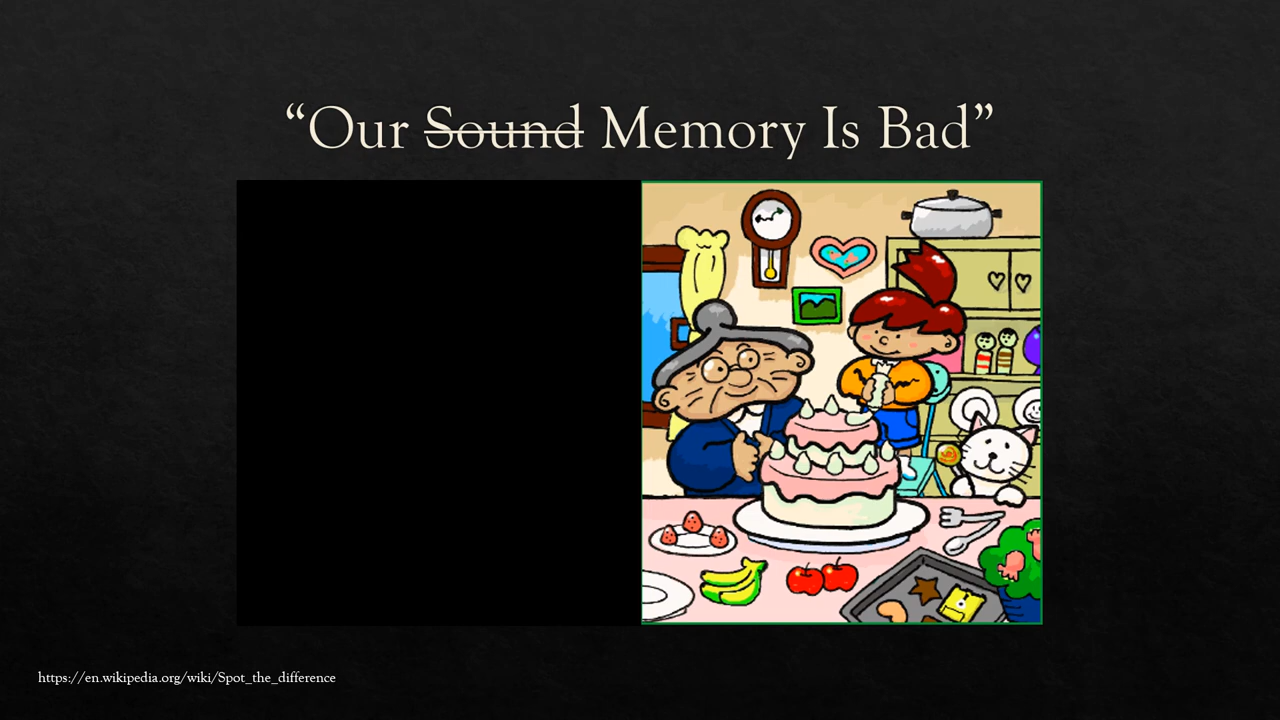 “Our Sound Memory Is Bad”
https://en.wikipedia.org/wiki/Spot_the_difference